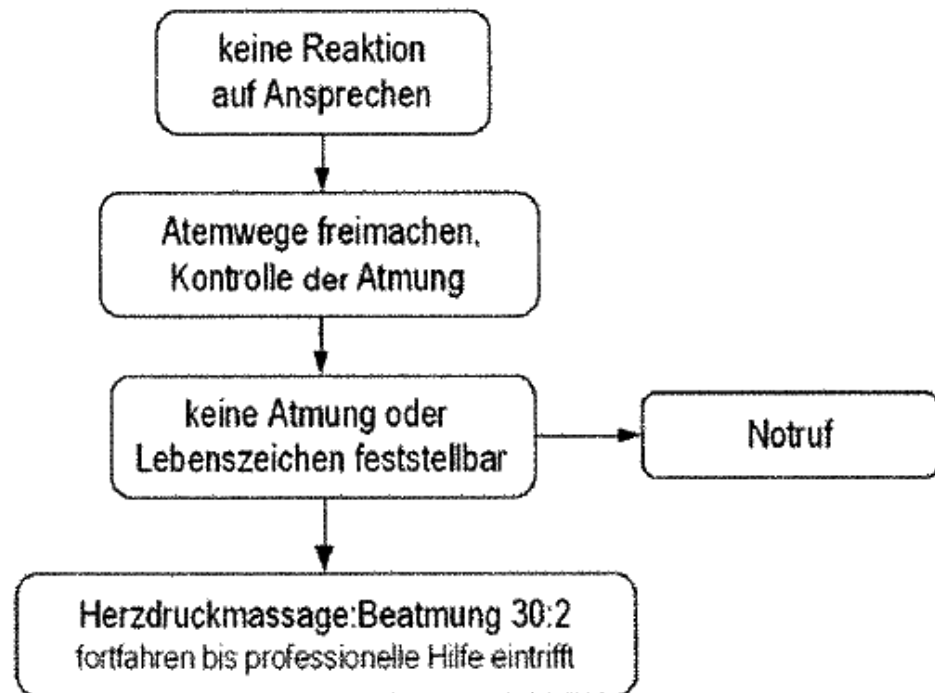 keine Reaktion
auf Ansprechen
Atemwege freimachen,
Kontrolle der Atmung
keine Atmung oder
Lebenszeichen feststellbar
Notruf
Herzdruckmassage:Beatmung 30:2
fortfahren bis professionelle Hilfe eintrifft